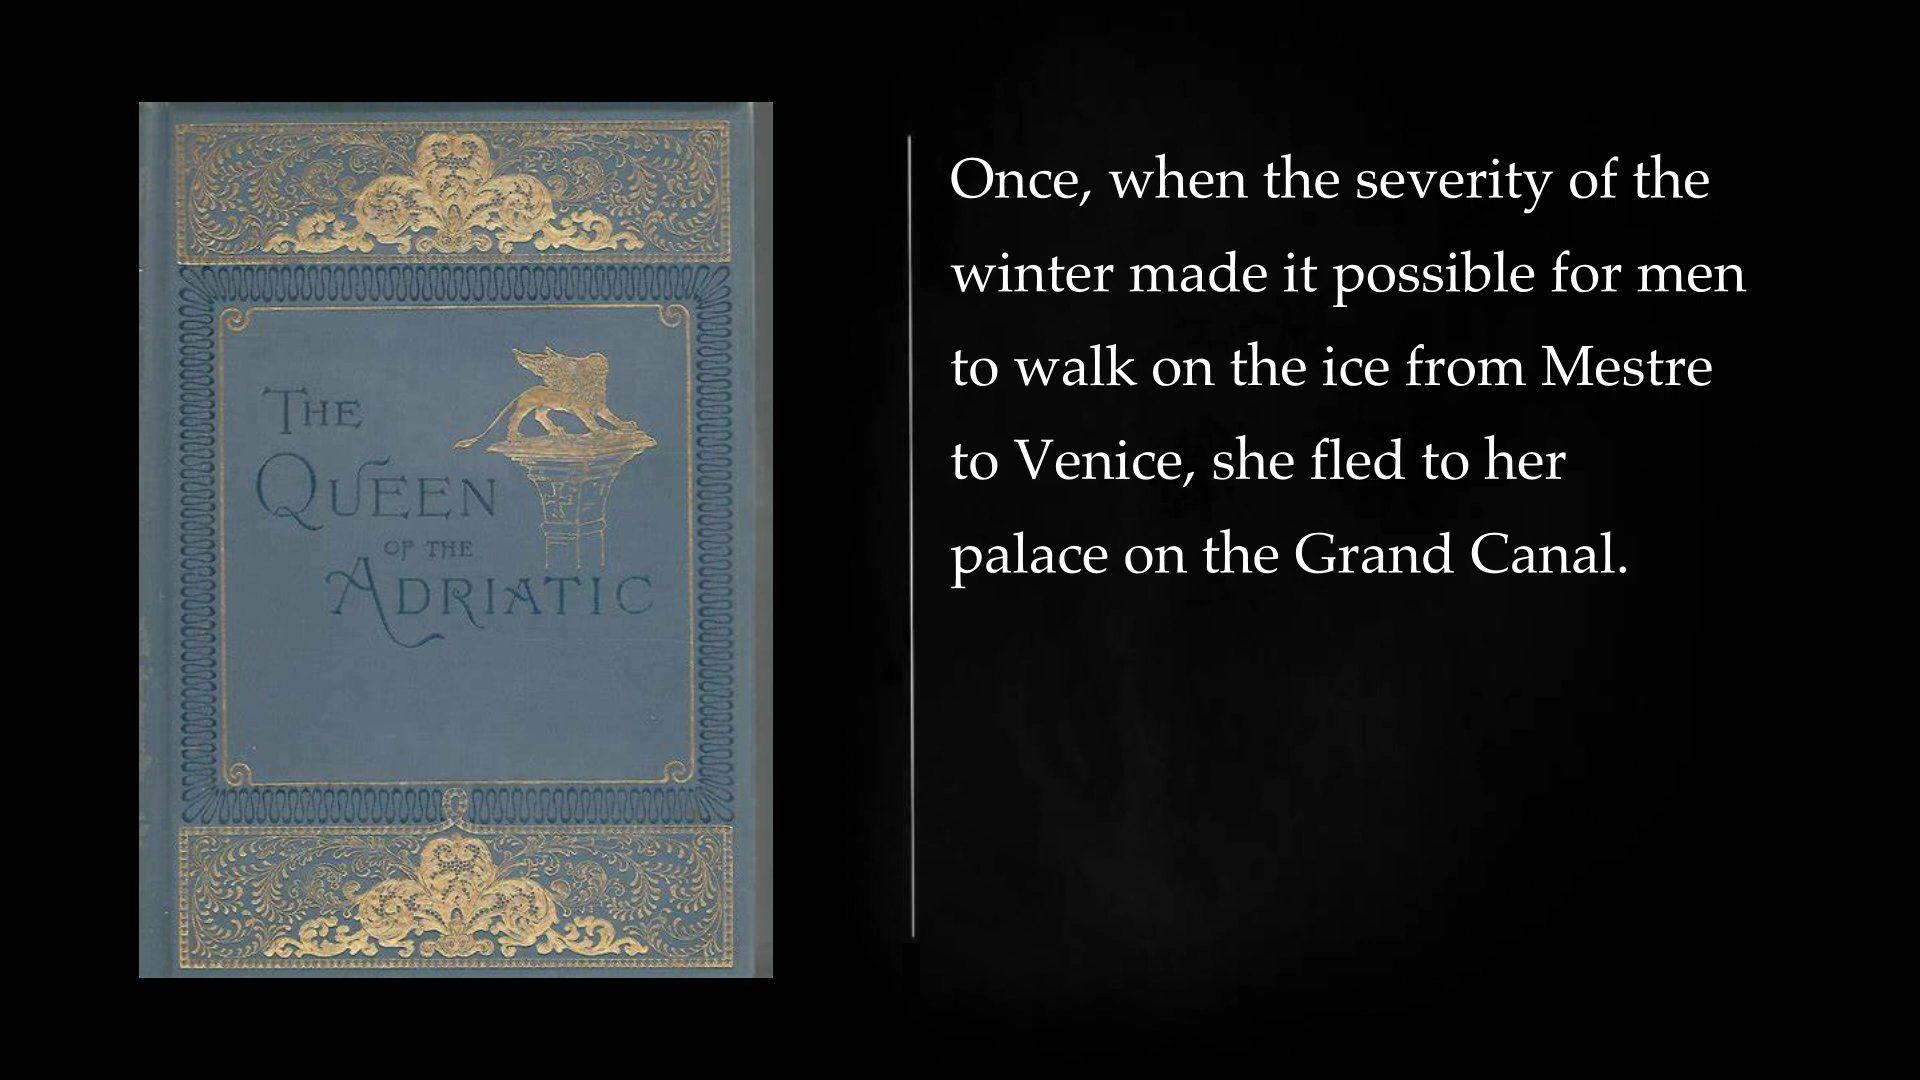 THE
QUEEN
OF THE
ADRIATIC
Once, when the severity of the
winter made it possible for men
to walk on the ice from Mestre
to Venice, she fled to her
palace on the Grand Canal.